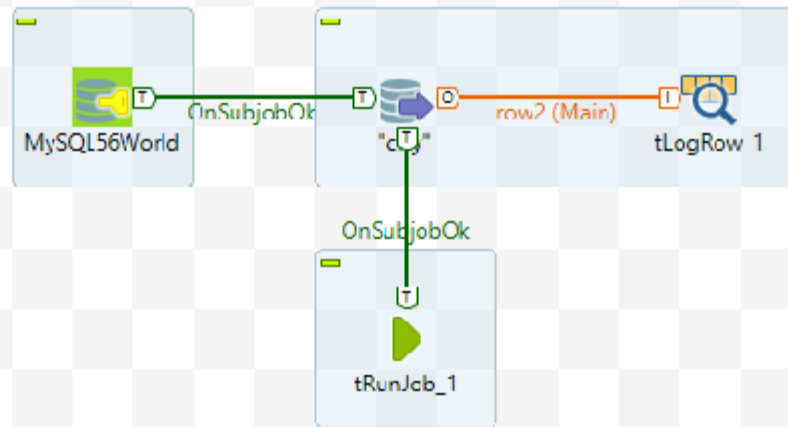 T
OnSubjobOk
T
O
row2 (Main)
I
MySQL56World
T
tLogRow 1
OnSubjobOk
T
tRunJob_1